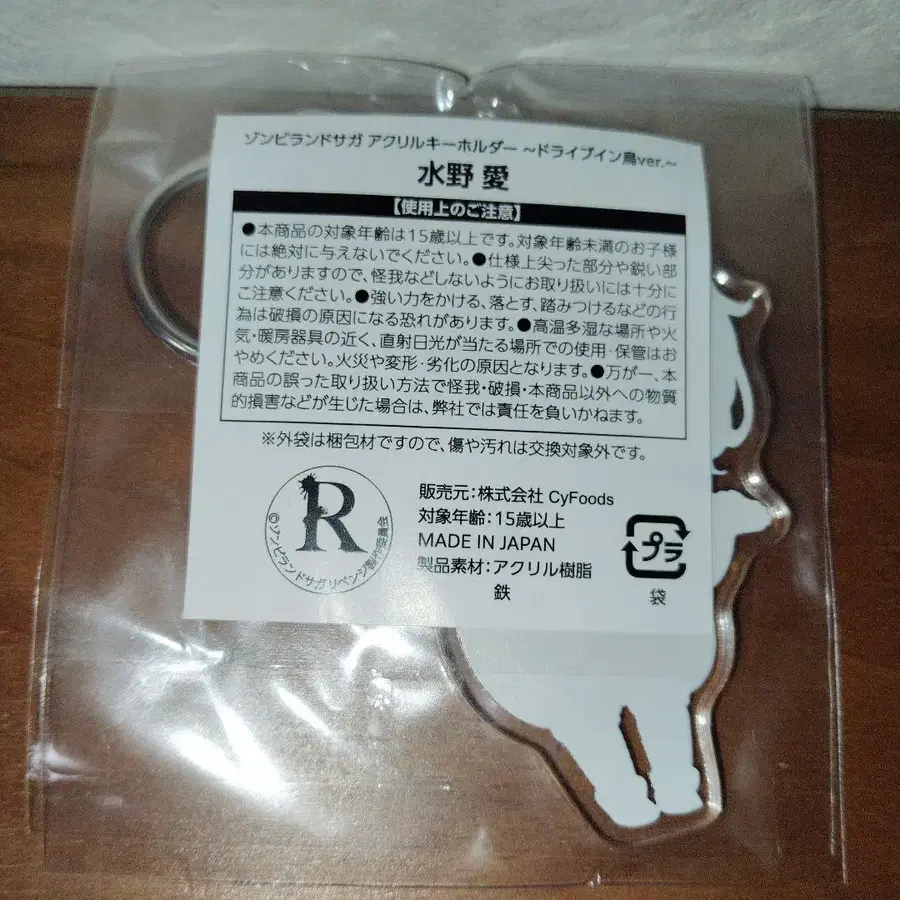 ゾンビランドサガ アクリルキーホルダー ～ドライブイン鳥ver.～
水野 愛
【使用上のご注意】
●本商品の対象年齢は15歳以上です。対象年齢未満のお子様
には絶対に与えないでください。●仕様上尖った部分や鋭い部
分がありますので、怪我などしないようにお取り扱いには十分に
ご注意ください。●強い力をかける、落とす、踏みつけるなどの行
為は破損の原因になる恐れがあります。●高温多湿な場所や火
気・暖房器具の近く、直射日光が当たる場所での使用・保管はお
やめください。火災や変形・劣化の原因となります。●万が一、本
商品の誤った取り扱い方法で怪我・破損・本商品以外への物質
的損害などが生じた場合は、弊社では責任を負いかねます。
※外袋は梱包材ですので、傷や汚れは交換対象外です。
R
©ゾンビランドサガリベンジ製作委員会
販売元：株式会社 CyFoods
対象年齢：15歳以上
MADE IN JAPAN
製品素材：アクリル樹脂
鉄
プラ
袋